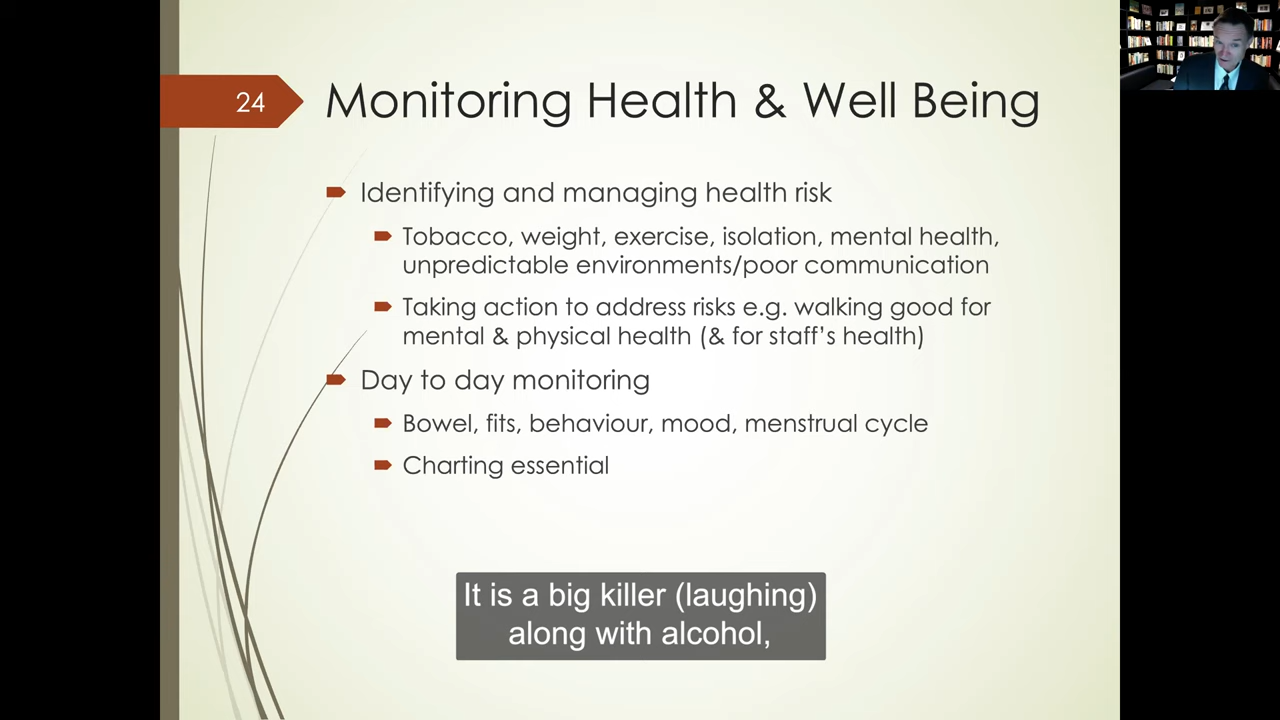 24
Monitoring Health & Well Being
Identifying and managing health risk
Tobacco, weight, exercise, isolation, mental health,
unpredictable environments/poor communication
Taking action to address risks e.g. walking good for
mental & physical health (& for staff’s health)
Day to day monitoring
Bowel, fits, behaviour, mood, menstrual cycle
Charting essential
It is a big killer (laughing)
along with alcohol,